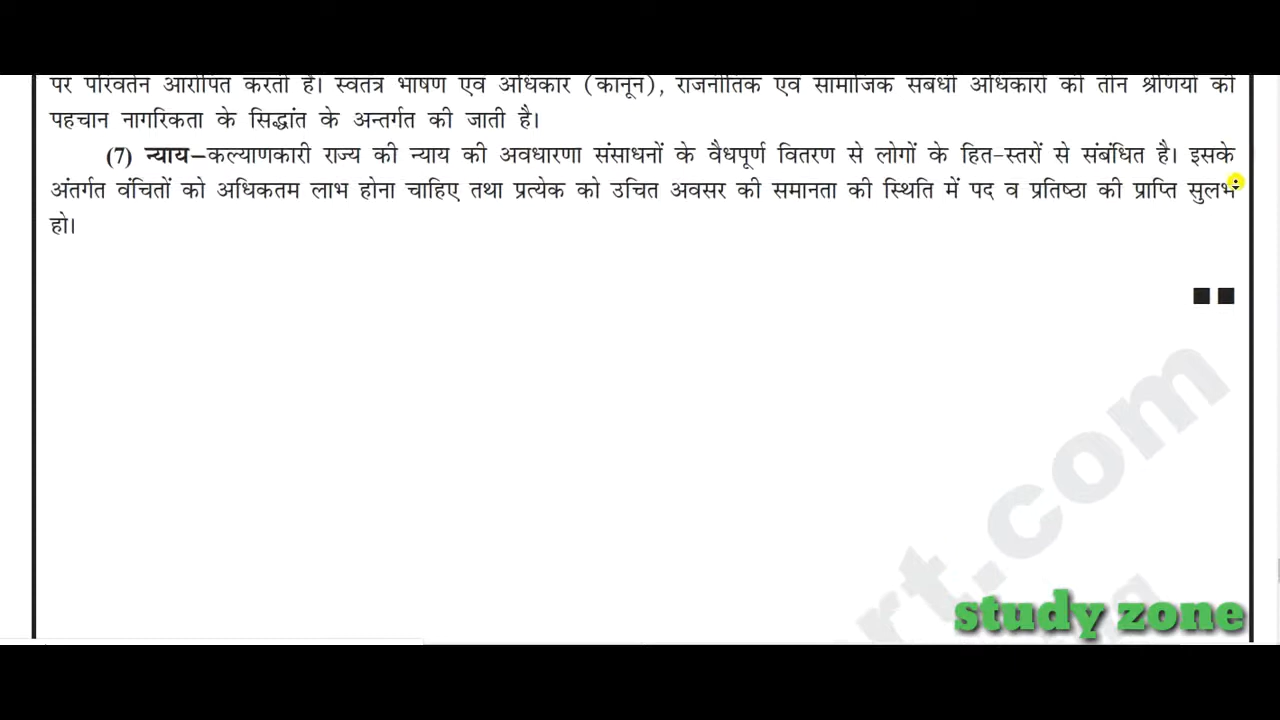 पर परिवर्तन आरोपित करती है। स्वतंत्र भाषण एवं अधिकार (कानून), राजनीतिक एवं सामाजिक संबंधी अधिकारों की तीन श्रेणियों की
पहचान नागरिकता के सिद्धांत के अन्तर्गत की जाती है।
(7) न्याय–कल्याणकारी राज्य की न्याय की अवधारणा संसाधनों के वैधपूर्ण वितरण से लोगों के हित-स्तरों से संबंधित है। इसके
अंतर्गत वंचितों को अधिकतम लाभ होना चाहिए तथा प्रत्येक को उचित अवसर की समानता की स्थिति में पद व प्रतिष्ठा की प्राप्ति सुलभ
हो।
rt.com
study zone